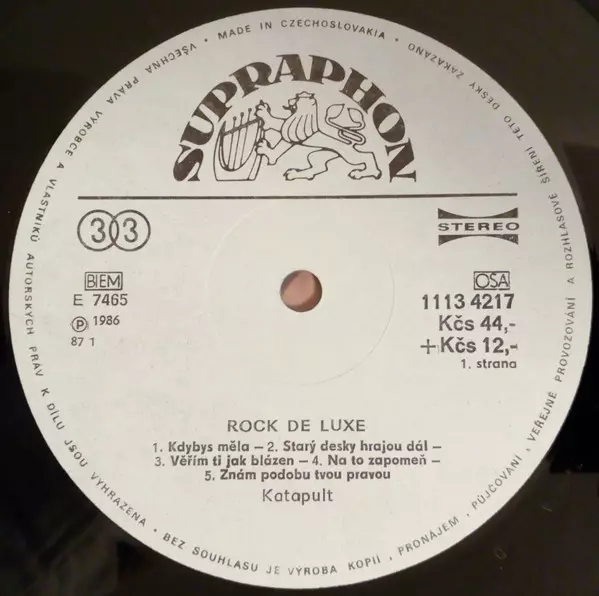 VŠECHNA PRÁVA VÝROBCE A VLASTNÍKŮ AUTORSKÝCH PRÁV K DÍLU JSOU VYHRAZENA • BEZ SOUHLASU JE VÝROBA KOPIÍ, PRONÁJEM, PŮJČOVÁNÍ, VEŘEJNÉ PROVOZOVÁNÍ A ROZHLASOVÉ ŠÍŘENÍ TÉTO DESKY ZAKÁZÁNO • MADE IN CZECHOSLOVAKIA •
SUPRAPHON
33
STEREO
BIEM
E 7465
Ⓟ 1986
87 1
OSA
1113 4217
Kčs 44,-
+Kčs 12,-
1. strana
ROCK DE LUXE
1. Kdybys měla – 2. Starý desky hrajou dál –
3. Věřím ti jak blázen – 4. Na to zapomeň –
5. Znám podobu tvou pravou
Katapult